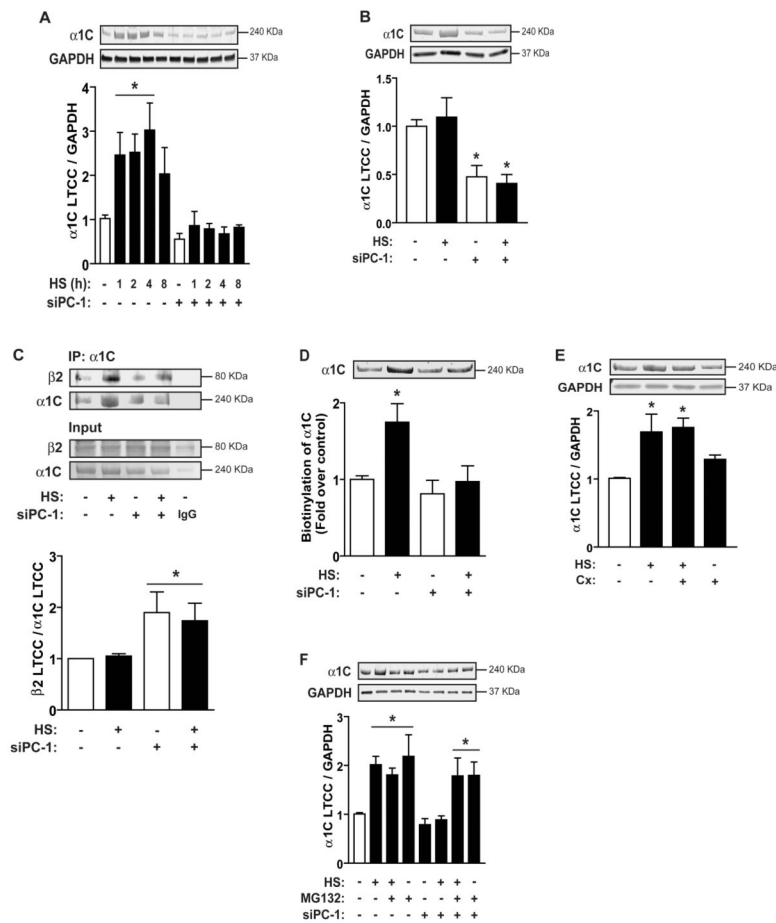 A
α1C
240 KDa
GAPDH
37 KDa
α1C LTCC / GAPDH
4
3
2
1
0
*
HS (h): - 1 2 4 8 - 1 2 4 8
siPC-1: - - - - - + + + + +
B
α1C
240 KDa
GAPDH
37 KDa
α1C LTCC / GAPDH
1.5
1.0
0.5
0.0
* *
HS: - + - +
siPC-1: - - + +
C
IP: α1C
β2
80 KDa
α1C
240 KDa
Input
β2
80 KDa
α1C
240 KDa
HS: - + - + -
siPC-1: - - + + IgG
β2 LTCC / α1C LTCC
3
2
1
0
*
HS: - + - +
siPC-1: - - + +
D
α1C
240 KDa
Biotinylation of α1C
(Fold over control)
2
1
0
*
HS: - + - +
siPC-1: - - + +
E
α1C
240 KDa
GAPDH
37 KDa
α1C LTCC / GAPDH
2
1
0
* *
HS: - + + -
Cx: - - + +
F
α1C
240 KDa
GAPDH
37 KDa
α1C LTCC / GAPDH
3
2
1
0
* *
HS: - + + - - + + -
MG132: - - + + - - + +
siPC-1: - - - - + + + +